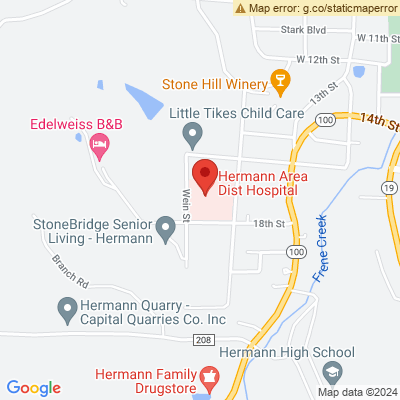 Map error: g.co/staticmaperror
Stark Blvd
W 11th St
W 12th St
Stone Hill Winery
13th St
Little Tikes Child Care
14th St
100
Edelweiss B&B
Hermann Area
Dist Hospital
19
Wein St
StoneBridge Senior
Living - Hermann
18th St
Frene Creek
100
Branch Rd
Hermann Quarry -
Capital Quarries Co. Inc
208
Hermann High School
Hermann Family
Drugstore
Google
Map data ©2024